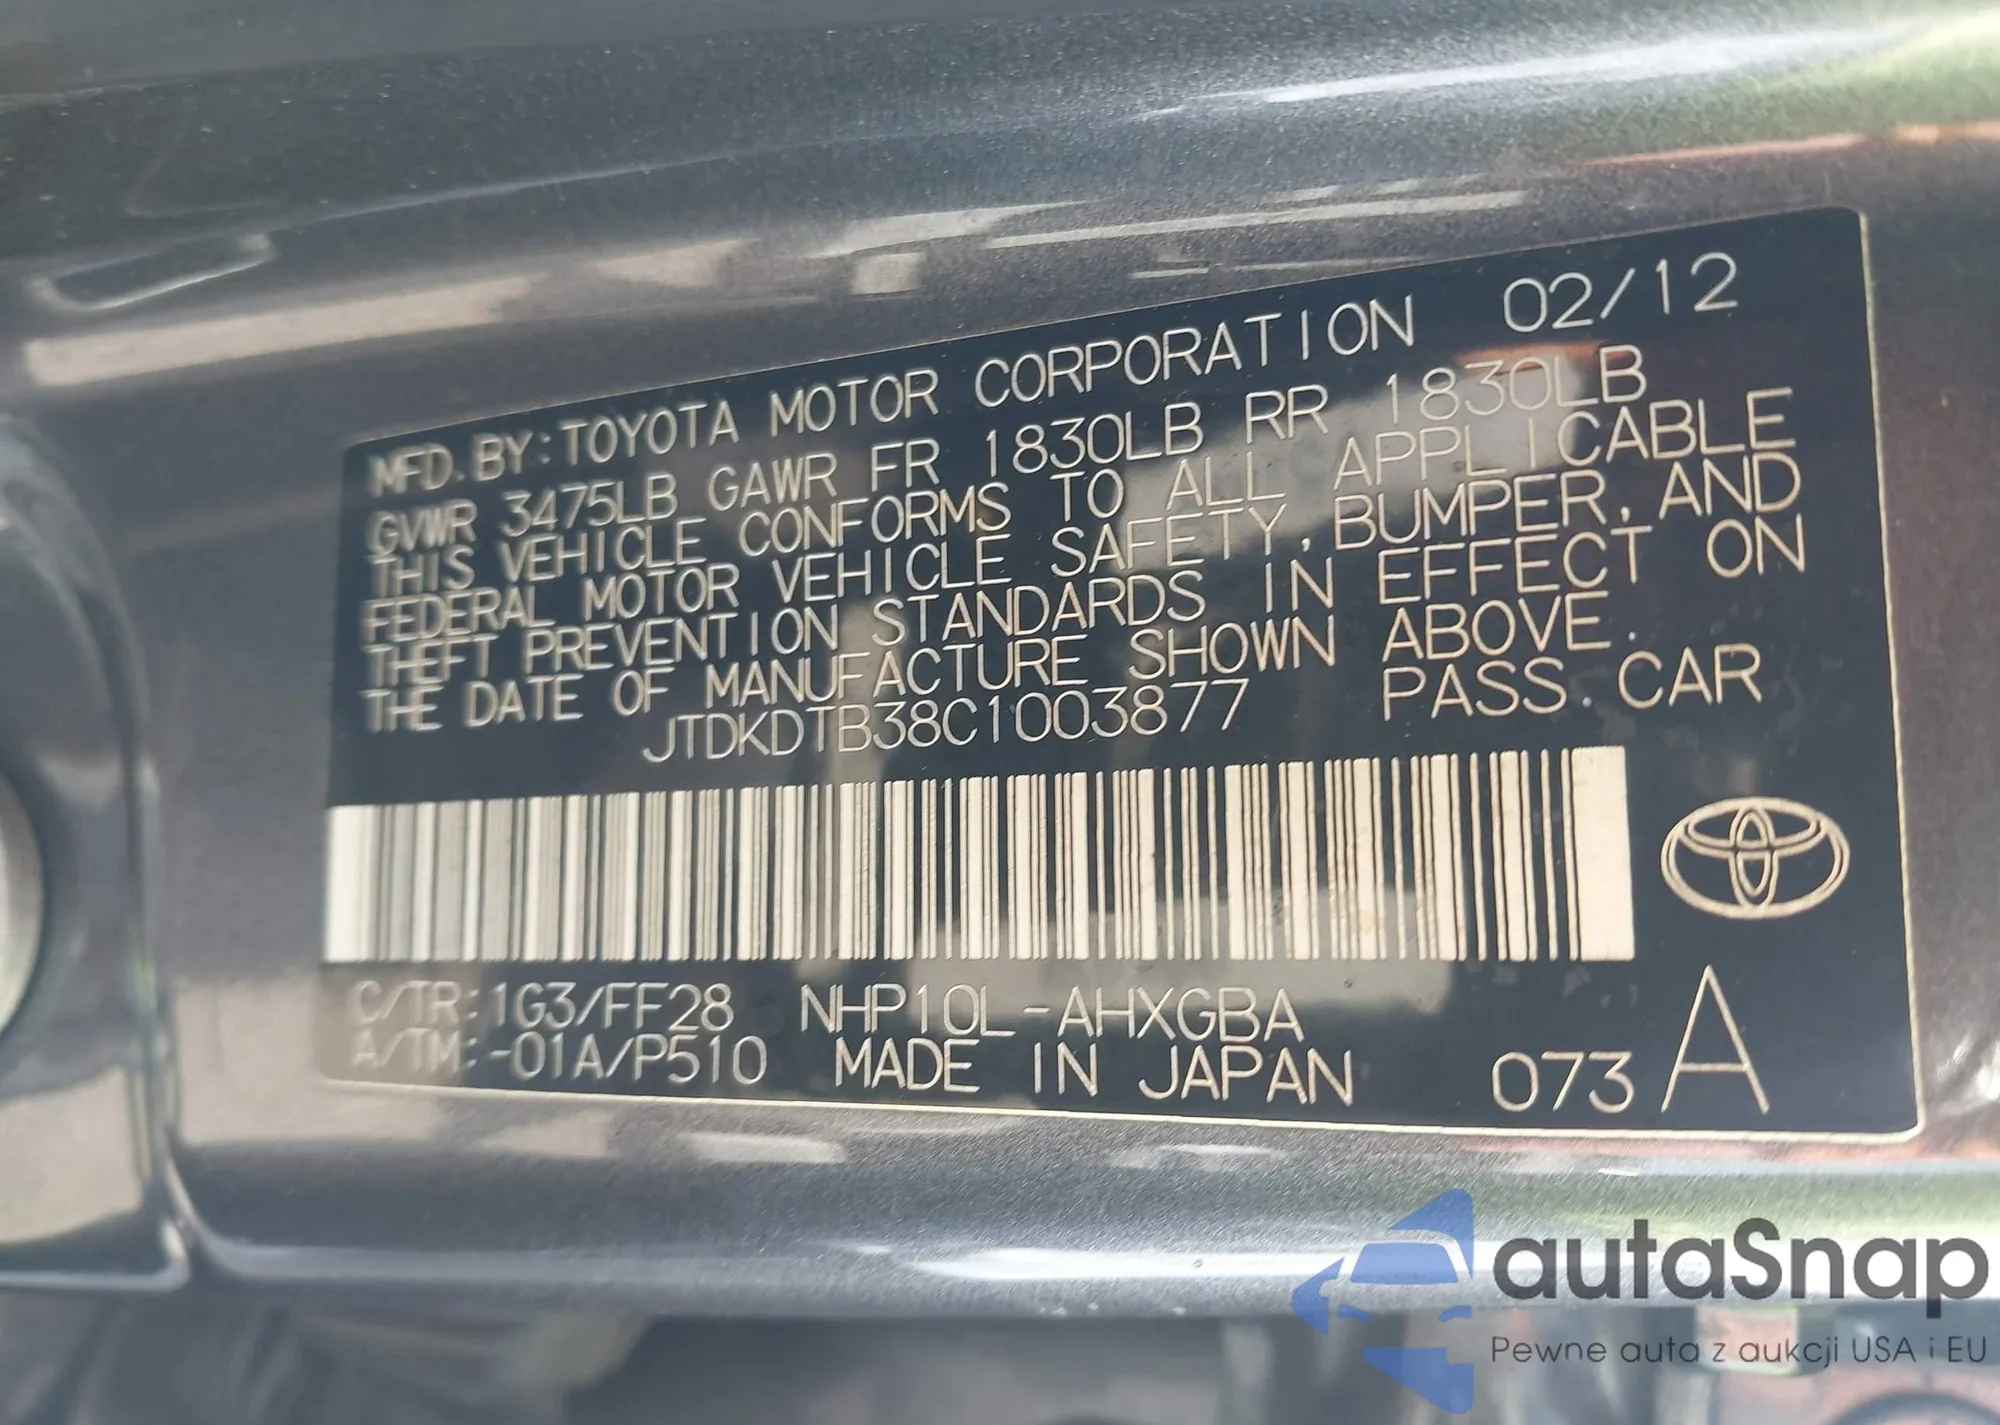 MFD. BY: TOYOTA MOTOR CORPORATION 02/12
GVWR 3475LB GAWR FR 1830LB RR 1830LB
THIS VEHICLE CONFORMS TO ALL APPLICABLE
FEDERAL MOTOR VEHICLE SAFETY, BUMPER, AND
THEFT PREVENTION STANDARDS IN EFFECT ON
THE DATE OF MANUFACTURE SHOWN ABOVE.
JTDKDTB38C1003877 PASS. CAR
C/TR: 1G3/FF28 NHP10L-AHXGBA
A/TM: -01A/P510 MADE IN JAPAN 073 A
autaSnap
Pewne auta z aukcji USA i EU